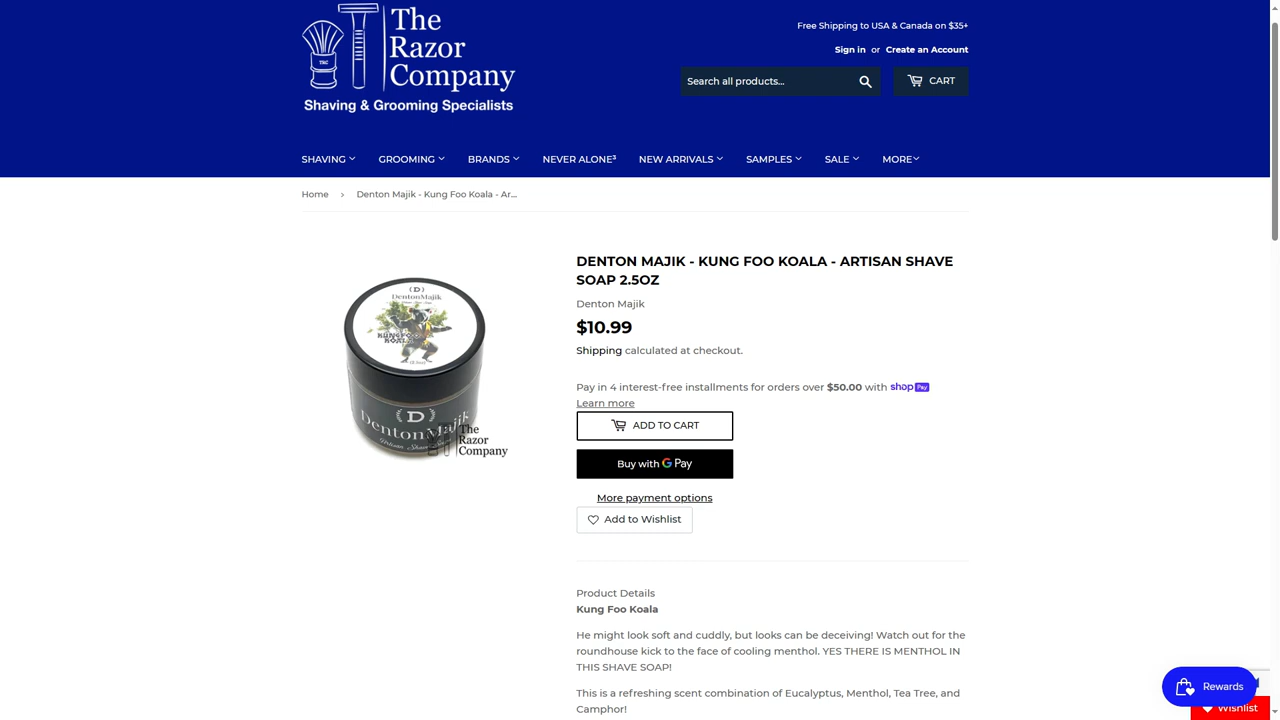 The
Razor
Company
TRC
Shaving & Grooming Specialists
Free Shipping to USA & Canada on $35+
Sign in or Create an Account
Search all products...
CART
SHAVING GROOMING BRANDS NEVER ALONE³ NEW ARRIVALS SAMPLES SALE MORE
Home › Denton Majik - Kung Foo Koala - Ar...
DENTON MAJIK - KUNG FOO KOALA - ARTISAN SHAVE
SOAP 2.5OZ
Denton Majik
$10.99
Shipping calculated at checkout.
Pay in 4 interest-free installments for orders over $50.00 with shop Pay
Learn more
ADD TO CART
Buy with G Pay
More payment options
Add to Wishlist
D
DentonMajik
KUNG FOO
KOALA
D
DentonMajik
The
Razor
Company
Product Details
Kung Foo Koala
He might look soft and cuddly, but looks can be deceiving! Watch out for the
roundhouse kick to the face of cooling menthol. YES THERE IS MENTHOL IN
THIS SHAVE SOAP!
This is a refreshing scent combination of Eucalyptus, Menthol, Tea Tree, and
Camphor!
Rewards
Wishlist